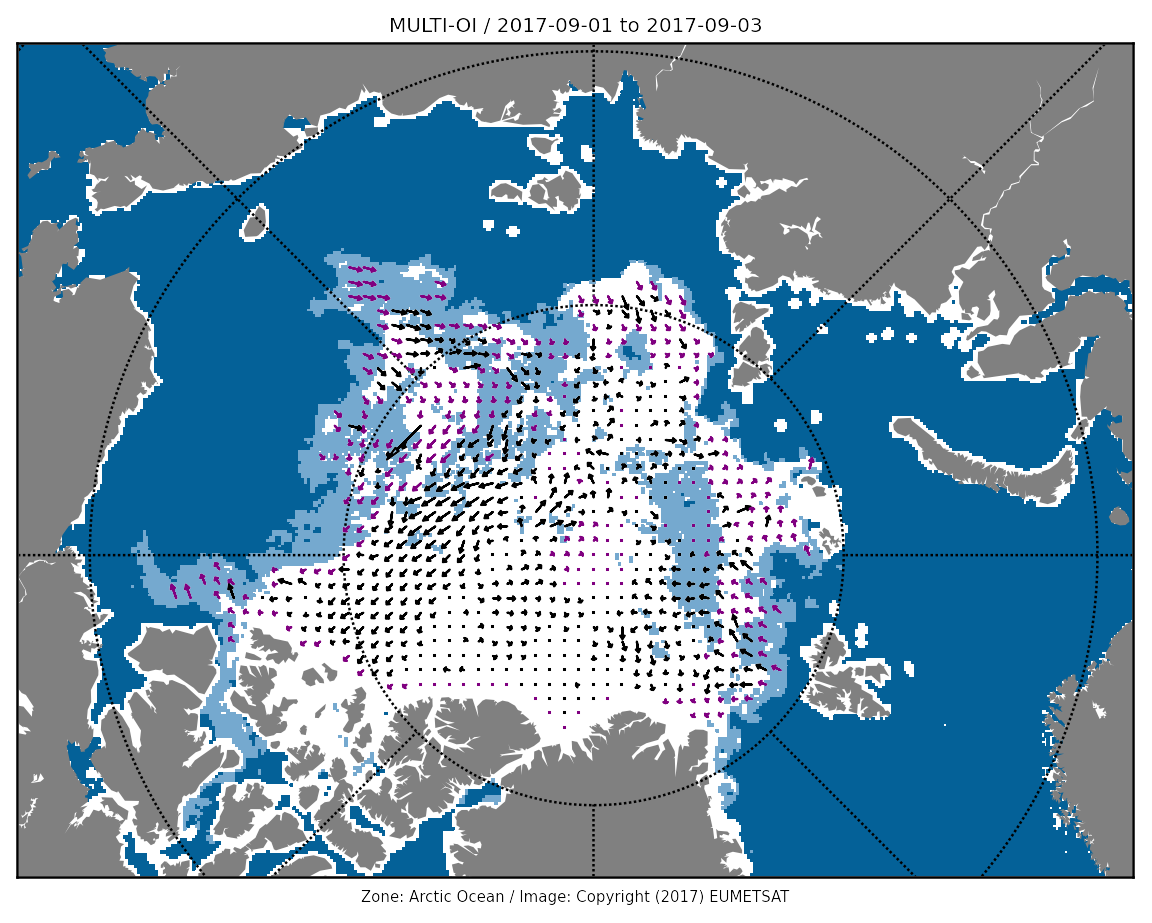 MULTI-OI / 2017-09-01 to 2017-09-03
Zone: Arctic Ocean / Image: Copyright (2017) EUMETSAT